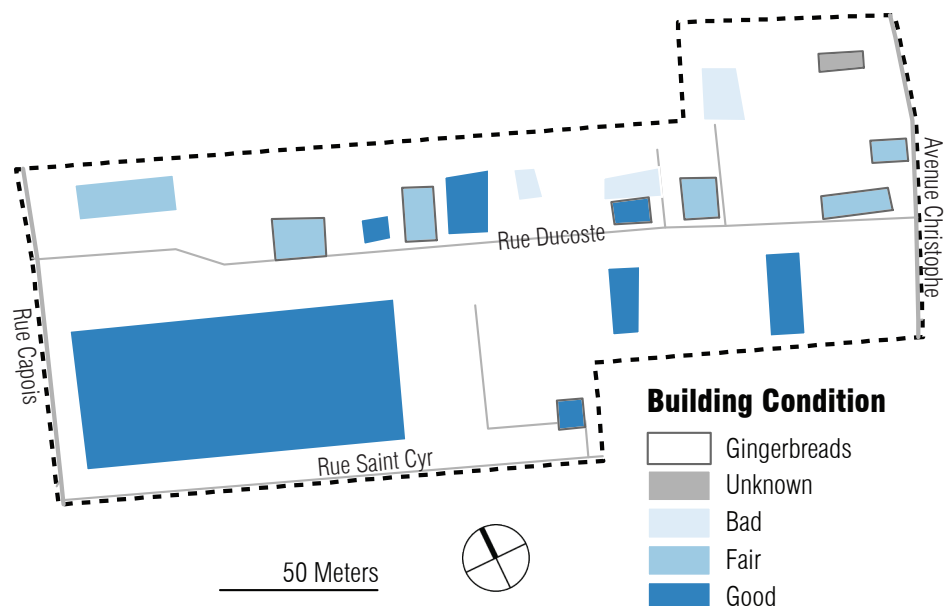 Avenue Christophe
Rue Ducoste
Rue Capois
Rue Saint Cyr
Building Condition
Gingerbreads
Unknown
Bad
Fair
Good
50 Meters